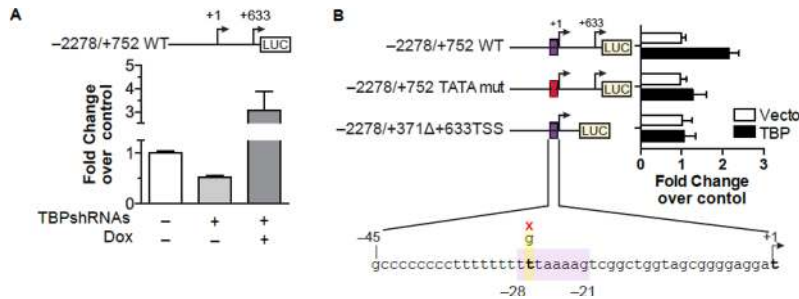 A
+1
+633
−2278/+752 WT
LUC
Fold Change
over control
5
4
3
1
0
TBPshRNAs
− + +
Dox
− − +
B
+1
+633
−2278/+752 WT
LUC
−2278/+752 TATA mut
LUC
−2278/+371Δ+633TSS
LUC
Vecto
TBP
0 1 2 3
Fold Change
over contol
x
g
−45
+1
gcccccccccttttttttttttaaaagtcggctggtagcggggaggat
−28
−21